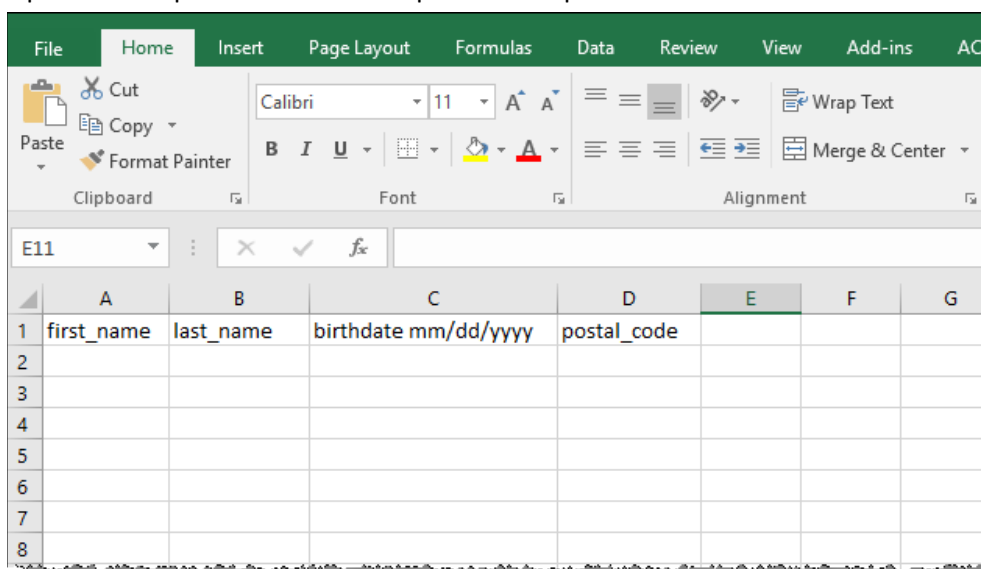 File Home Insert Page Layout Formulas Data Review View Add-ins AC
Cut
Copy
Paste
Format Painter
Clipboard
Calibri 11 A A
B I U A
Font
Wrap Text
Merge & Center
Alignment
E11 fx
A B C D E F G
1 first_name last_name birthdate mm/dd/yyyy postal_code
2
3
4
5
6
7
8